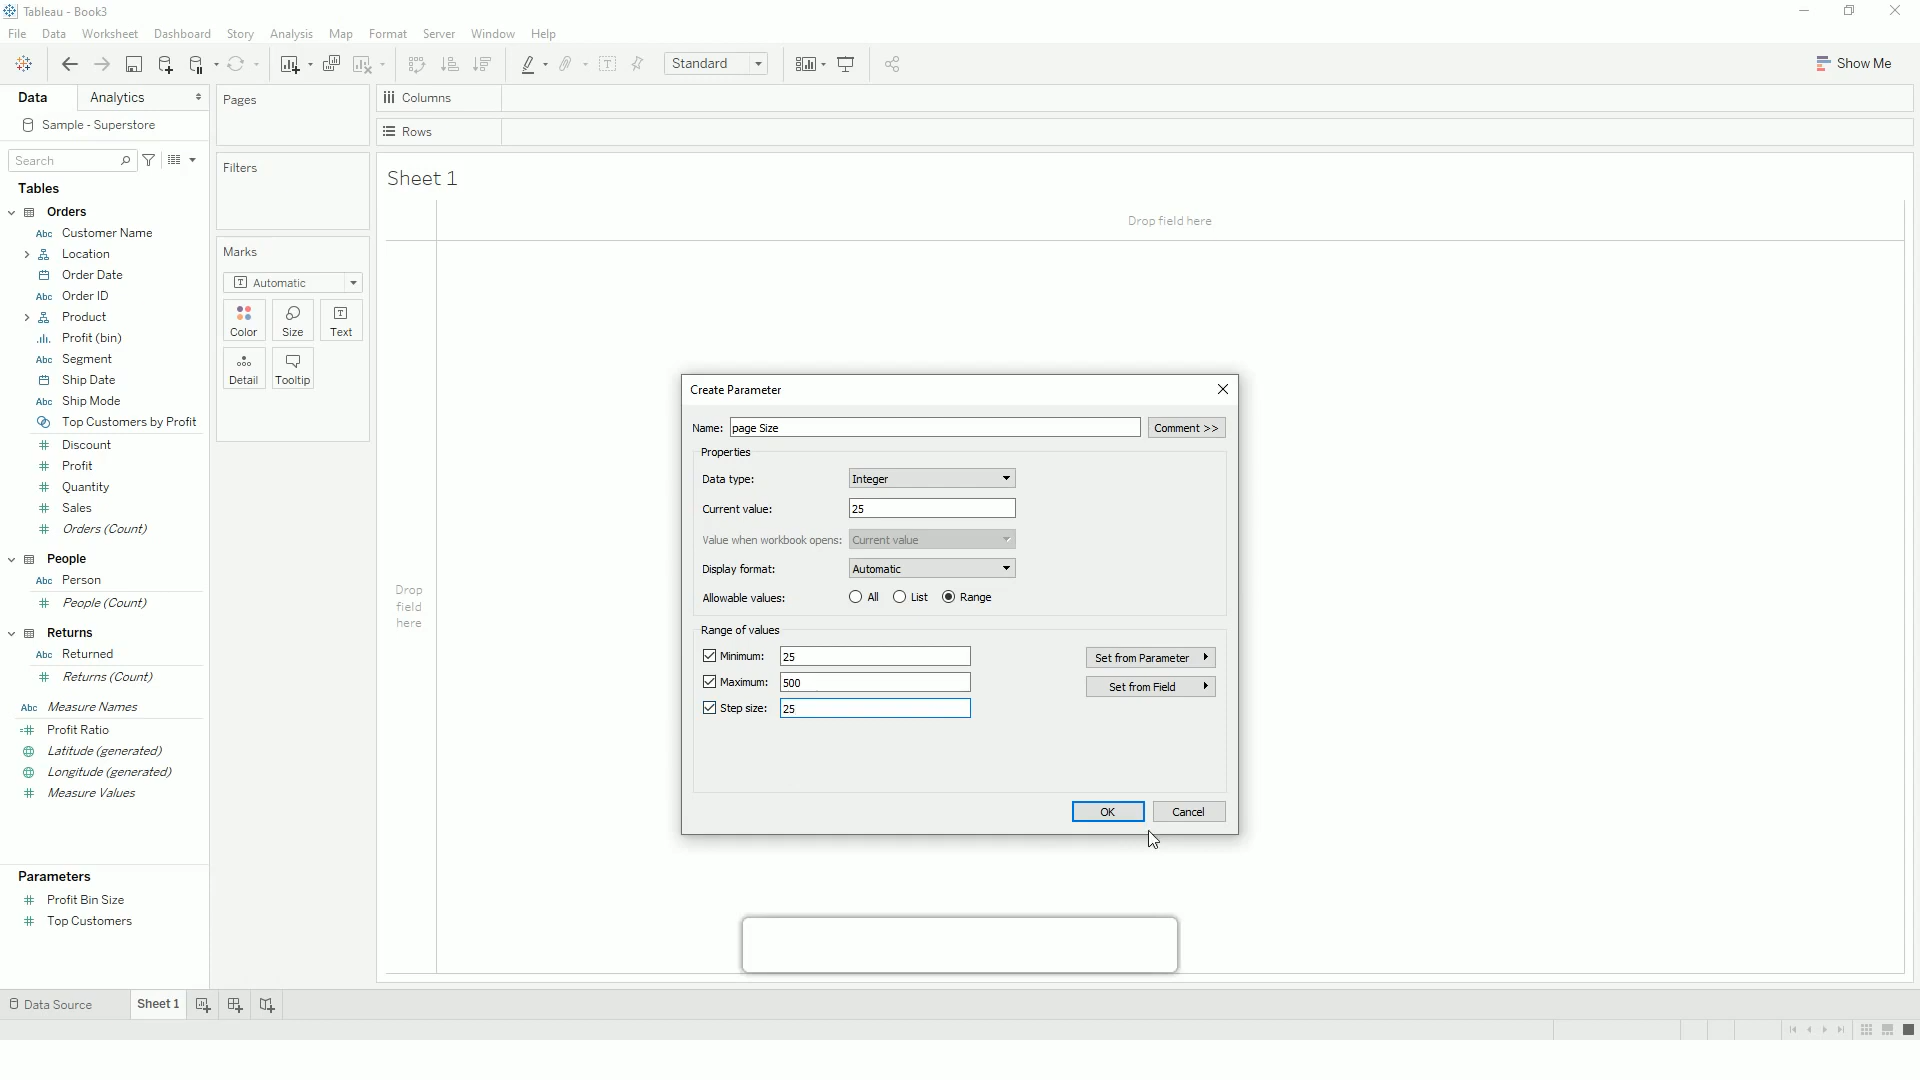 Tableau - Book3
File Data Worksheet Dashboard Story Analysis Map Format Server Window Help
Standard
Show Me
Data Analytics
Sample - Superstore
Search
Tables
Orders
Abc Customer Name
Location
Order Date
Abc Order ID
Product
Profit (bin)
Abc Segment
Ship Date
Abc Ship Mode
Top Customers by Profit
# Discount
# Profit
# Quantity
# Sales
# Orders (Count)
People
Abc Person
# People (Count)
Returns
Abc Returned
# Returns (Count)
Abc Measure Names
=# Profit Ratio
Latitude (generated)
Longitude (generated)
# Measure Values
Parameters
# Profit Bin Size
# Top Customers
Pages
Filters
Marks
T Automatic
Color Size Text
Detail Tooltip
Columns
Rows
Sheet 1
Drop field here
Drop
field
here
Create Parameter
Name: page Size Comment >>
Properties
Data type: Integer
Current value: 25
Value when workbook opens: Current value
Display format: Automatic
Allowable values: All List Range
Range of values
Minimum: 25 Set from Parameter
Maximum: 500 Set from Field
Step size: 25
OK Cancel
Data Source Sheet 1